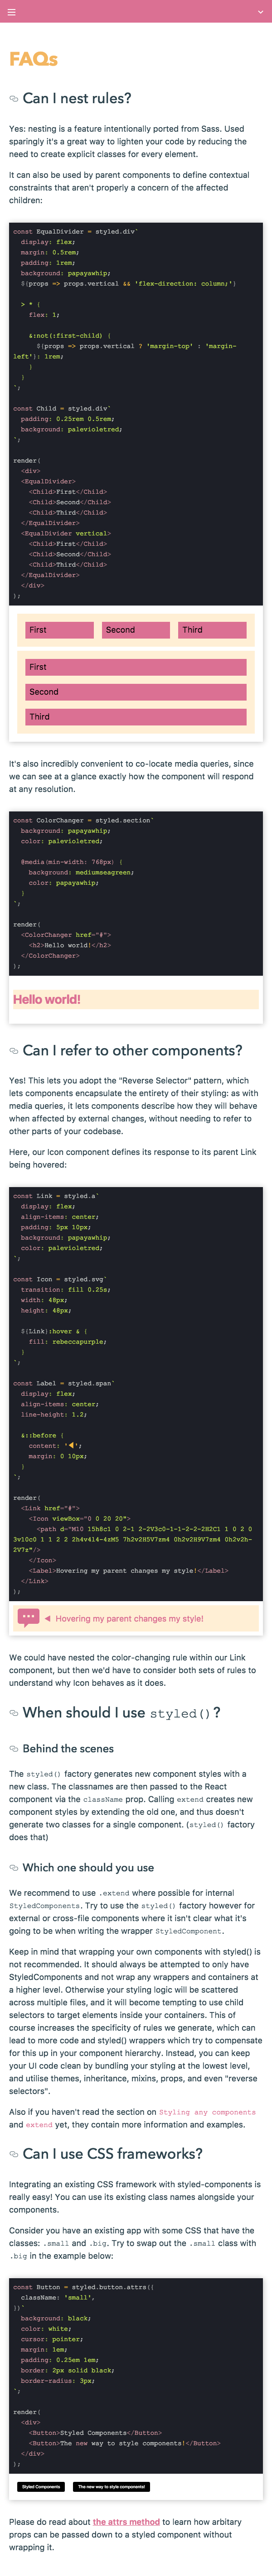 FAQs
Can I nest rules?
Yes: nesting is a feature intentionally ported from Sass. Used
sparingly it's a great way to lighten your code by reducing the
need to create explicit classes for every element.
It can also be used by parent components to define contextual
constraints that aren't properly a concern of the affected
children:
const EqualDivider = styled.div`
display: flex;
margin: 0.5rem;
padding: 1rem;
background: papayawhip;
${props => props.vertical && 'flex-direction: column;'}
> * {
flex: 1;
&:not(:first-child) {
${props => props.vertical ? 'margin-top' : 'margin-
left'}: 1rem;
}
}
`;
const Child = styled.div`
padding: 0.25rem 0.5rem;
background: palevioletred;
`;
render(
<div>
<EqualDivider>
<Child>First</Child>
<Child>Second</Child>
<Child>Third</Child>
</EqualDivider>
<EqualDivider vertical>
<Child>First</Child>
<Child>Second</Child>
<Child>Third</Child>
</EqualDivider>
</div>
);
First Second Third
First
Second
Third
It's also incredibly convenient to co-locate media queries, since
we can see at a glance exactly how the component will respond
at any resolution.
const ColorChanger = styled.section`
background: papayawhip;
color: palevioletred;
@media(min-width: 768px) {
background: mediumseagreen;
color: papayawhip;
}
`;
render(
<ColorChanger href="#">
<h2>Hello world!</h2>
</ColorChanger>
);
Hello world!
Can I refer to other components?
Yes! This lets you adopt the "Reverse Selector" pattern, which
lets components encapsulate the entirety of their styling: as with
media queries, it lets components describe how they will behave
when affected by external changes, without needing to refer to
other parts of your codebase.
Here, our Icon component defines its response to its parent Link
being hovered:
const Link = styled.a`
display: flex;
align-items: center;
padding: 5px 10px;
background: papayawhip;
color: palevioletred;
`;
const Icon = styled.svg`
transition: fill 0.25s;
width: 48px;
height: 48px;
${Link}:hover & {
fill: rebeccapurple;
}
`;
const Label = styled.span`
display: flex;
align-items: center;
line-height: 1.2;
&::before {
content: '◀';
margin: 0 10px;
}
`;
render(
<Link href="#">
<Icon viewBox="0 0 20 20">
<path d="M10 15h8c1 0 2-1 2-2V3c0-1-1-2-2-2H2C1 1 0 2 0
3v10c0 1 1 2 2 2h4v4l4-4zM5 7h2v2H5V7zm4 0h2v2H9V7zm4 0h2v2h-
2V7z"/>
</Icon>
<Label>Hovering my parent changes my style!</Label>
</Link>
);
◀ Hovering my parent changes my style!
We could have nested the color-changing rule within our Link
component, but then we'd have to consider both sets of rules to
understand why Icon behaves as it does.
When should I use styled()?
Behind the scenes
The styled() factory generates new component styles with a
new class. The classnames are then passed to the React
component via the className prop. Calling extend creates new
component styles by extending the old one, and thus doesn't
generate two classes for a single component. (styled() factory
does that)
Which one should you use
We recommend to use .extend where possible for internal
StyledComponents. Try to use the styled() factory however for
external or cross-file components where it isn't clear what it's
going to be when writing the wrapper StyledComponent.
Keep in mind that wrapping your own components with styled() is
not recommended. It should always be attempted to only have
StyledComponents and not wrap any wrappers and containers at
a higher level. Otherwise your styling logic will be scattered
across multiple files, and it will become tempting to use child
selectors to target elements inside your containers. This of
course increases the specificity of rules we generate, which can
lead to more code and styled() wrappers which try to compensate
for this up in your component hierarchy. Instead, you can keep
your UI code clean by bundling your styling at the lowest level,
and utilise themes, inheritance, mixins, props, and even "reverse
selectors".
Also if you haven't read the section on Styling any components
and extend yet, they contain more information and examples.
Can I use CSS frameworks?
Integrating an existing CSS framework with styled-components is
really easy! You can use its existing class names alongside your
components.
Consider you have an existing app with some CSS that have the
classes: .small and .big. Try to swap out the .small class with
.big in the example below:
const Button = styled.button.attrs({
className: 'small',
})`
background: black;
color: white;
cursor: pointer;
margin: 1em;
padding: 0.25em 1em;
border: 2px solid black;
border-radius: 3px;
`;
render(
<div>
<Button>Styled Components</Button>
<Button>The new way to style components!</Button>
</div>
);
Styled Components The new way to style components!
Please do read about the attrs method to learn how arbitary
props can be passed down to a styled component without
wrapping it.